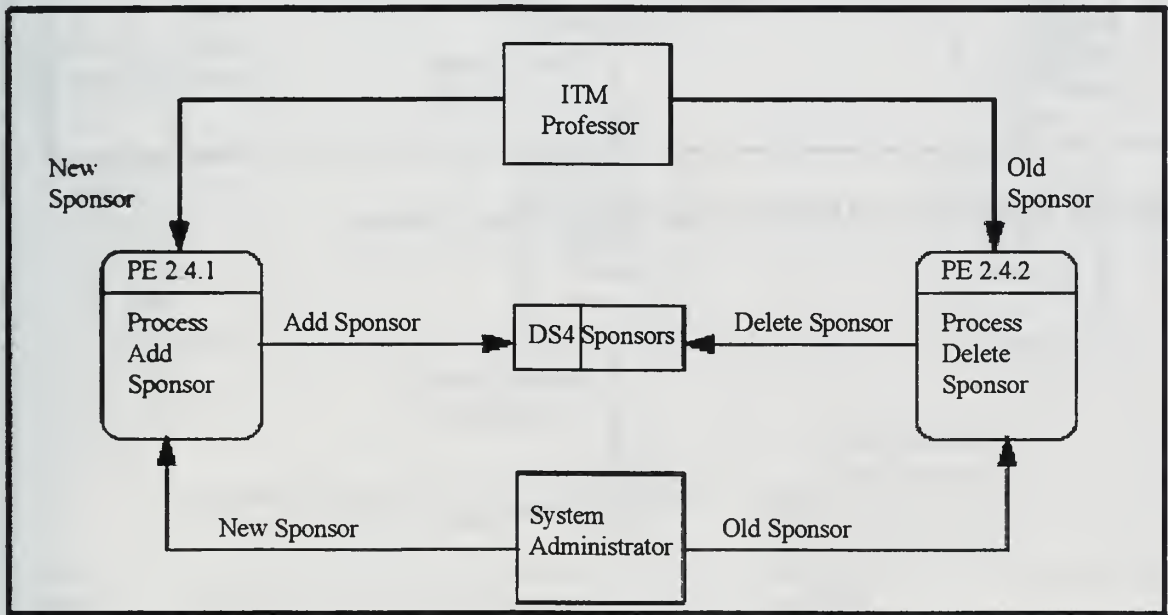 ITM
Professor
New
Sponsor
Old
Sponsor
PE 2.4.1
Process
Add
Sponsor
Add Sponsor
DS4 Sponsors
Delete Sponsor
PE 2.4.2
Process
Delete
Sponsor
New Sponsor
System
Administrator
Old Sponsor